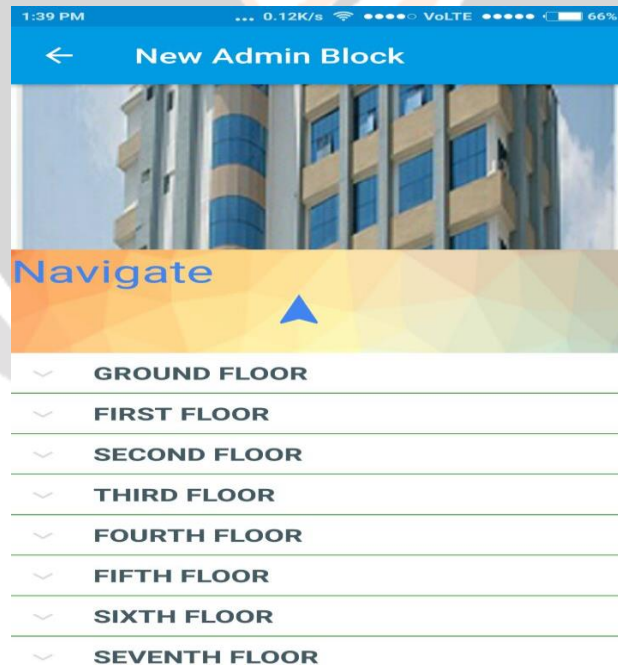 1:39 PM ... 0.12K/s VoLTE 66%
New Admin Block
Navigate
GROUND FLOOR
FIRST FLOOR
SECOND FLOOR
THIRD FLOOR
FOURTH FLOOR
FIFTH FLOOR
SIXTH FLOOR
SEVENTH FLOOR